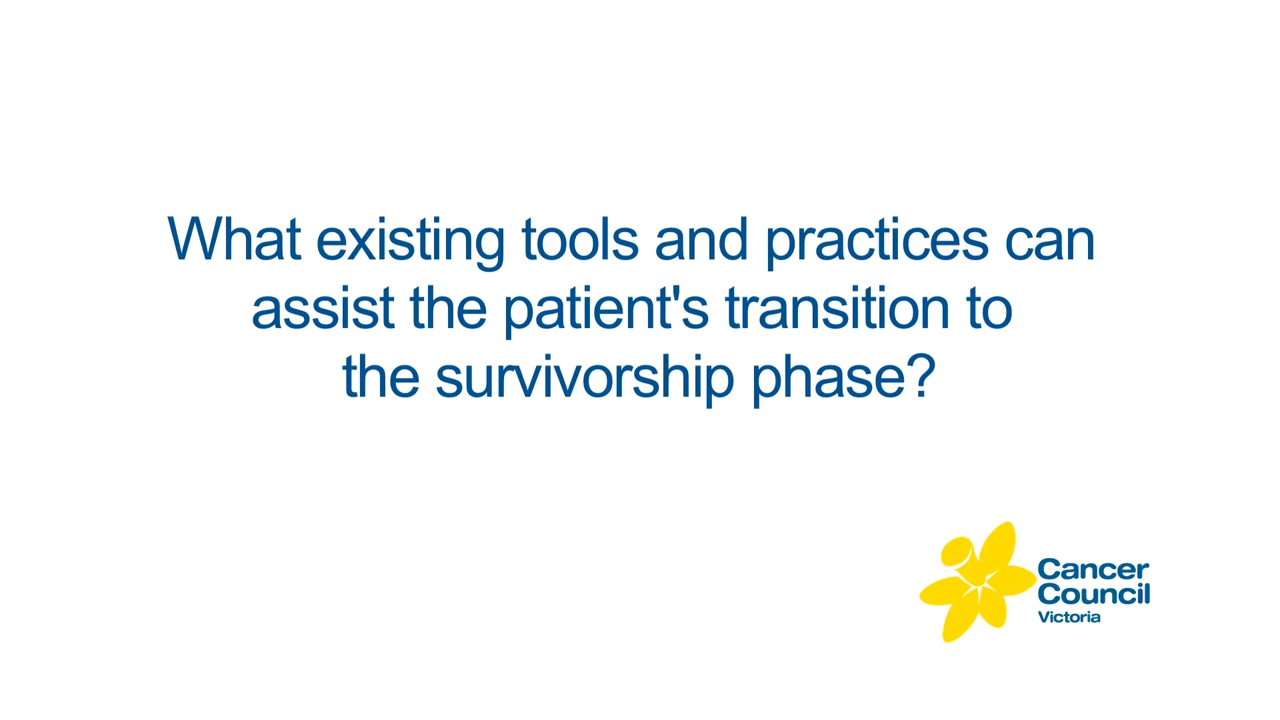 What existing tools and practices can
assist the patient's transition to
the survivorship phase?
Cancer
Council
Victoria